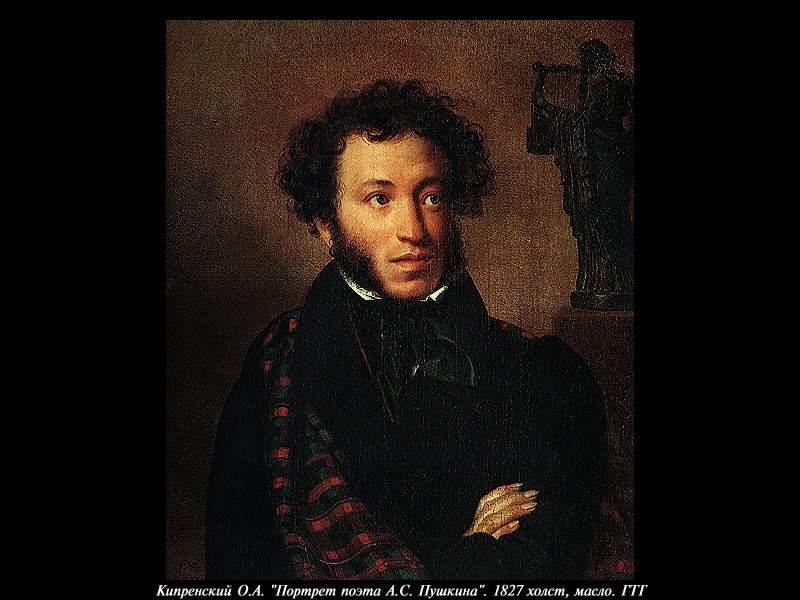 Кипренский О.А. "Портрет поэта А.С. Пушкина". 1827 холст, масло. ГТГ